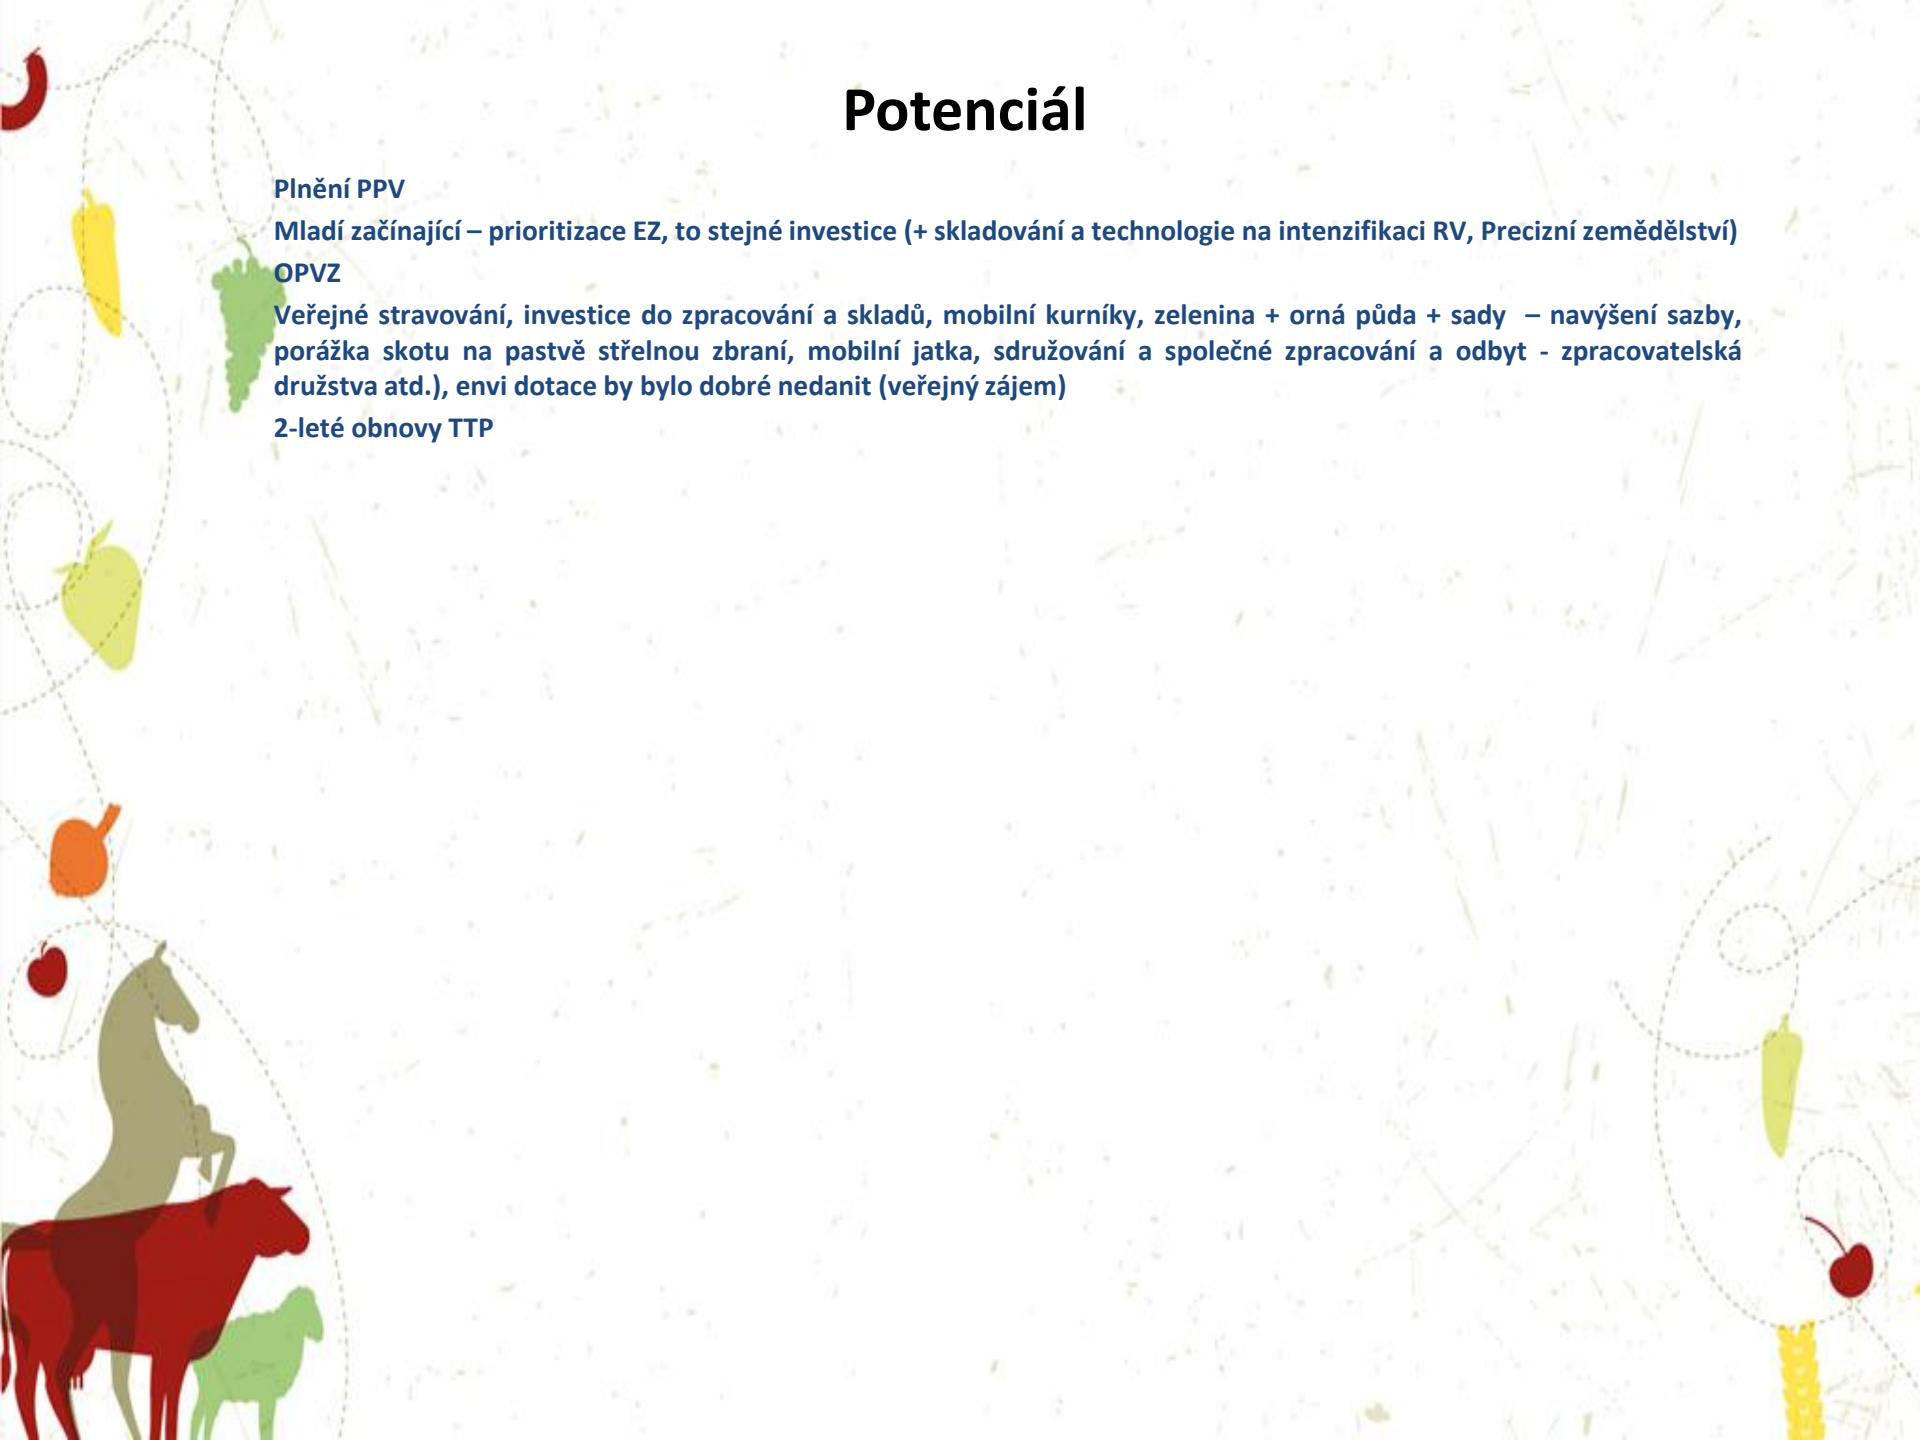 Potenciál
Plnění PPV
Mladí začínající – prioritizace EZ, to stejné investice (+ skladování a technologie na intenzifikaci RV, Precizní zemědělství)
OPVZ
Veřejné stravování, investice do zpracování a skladů, mobilní kurníky, zelenina + orná půda + sady – navýšení sazby,
porážka skotu na pastvě střelnou zbraní, mobilní jatka, sdružování a společné zpracování a odbyt - zpracovatelská
družstva atd.), envi dotace by bylo dobré nedanit (veřejný zájem)
2-leté obnovy TTP